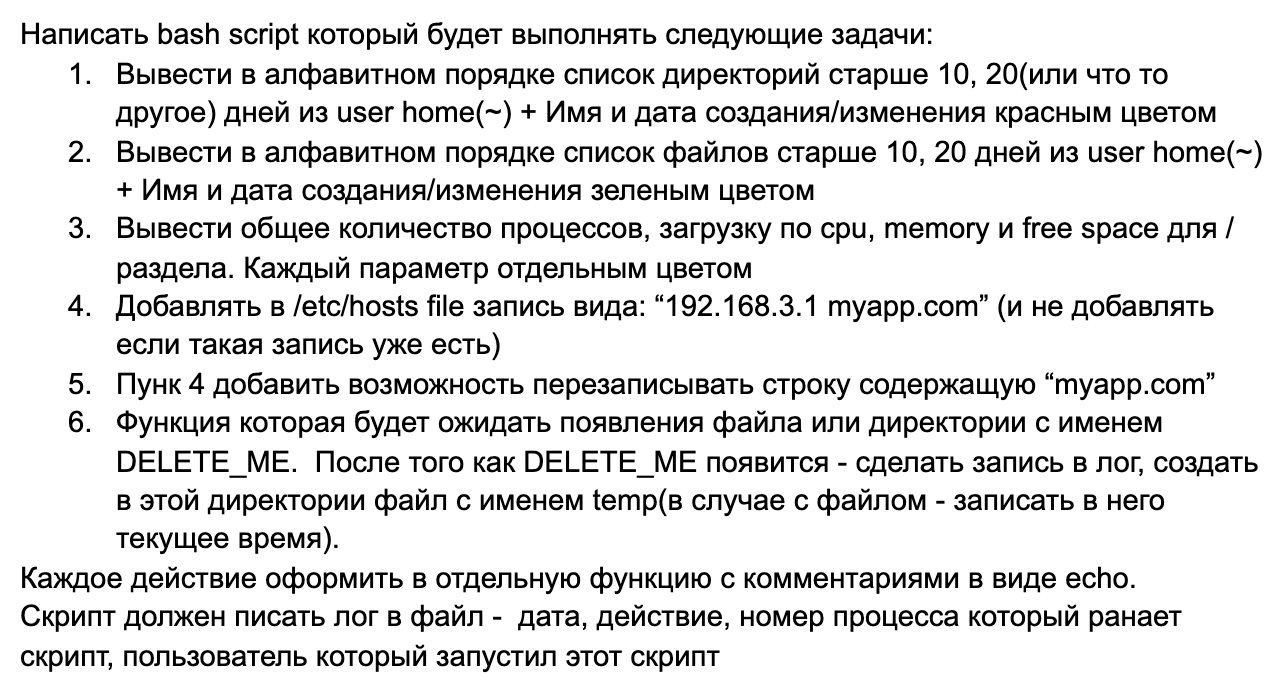 Написать bash script который будет выполнять следующие задачи:
1. Вывести в алфавитном порядке список директорий старше 10, 20(или что то
другое) дней из user home(~) + Имя и дата создания/изменения красным цветом
2. Вывести в алфавитном порядке список файлов старше 10, 20 дней из user home(~)
+ Имя и дата создания/изменения зеленым цветом
3. Вывести общее количество процессов, загрузку по cpu, memory и free space для /
раздела. Каждый параметр отдельным цветом
4. Добавлять в /etc/hosts file запись вида: “192.168.3.1 myapp.com” (и не добавлять
если такая запись уже есть)
5. Пунк 4 добавить возможность перезаписывать строку содержащую “myapp.com”
6. Функция которая будет ожидать появления файла или директории с именем
DELETE_ME.  После того как DELETE_ME появится - сделать запись в лог, создать
в этой директории файл с именем temp(в случае с файлом - записать в него
текущее время).
Каждое действие оформить в отдельную функцию с комментариями в виде echo.
Скрипт должен писать лог в файл -  дата, действие, номер процесса который ранает
скрипт, пользователь который запустил этот скрипт